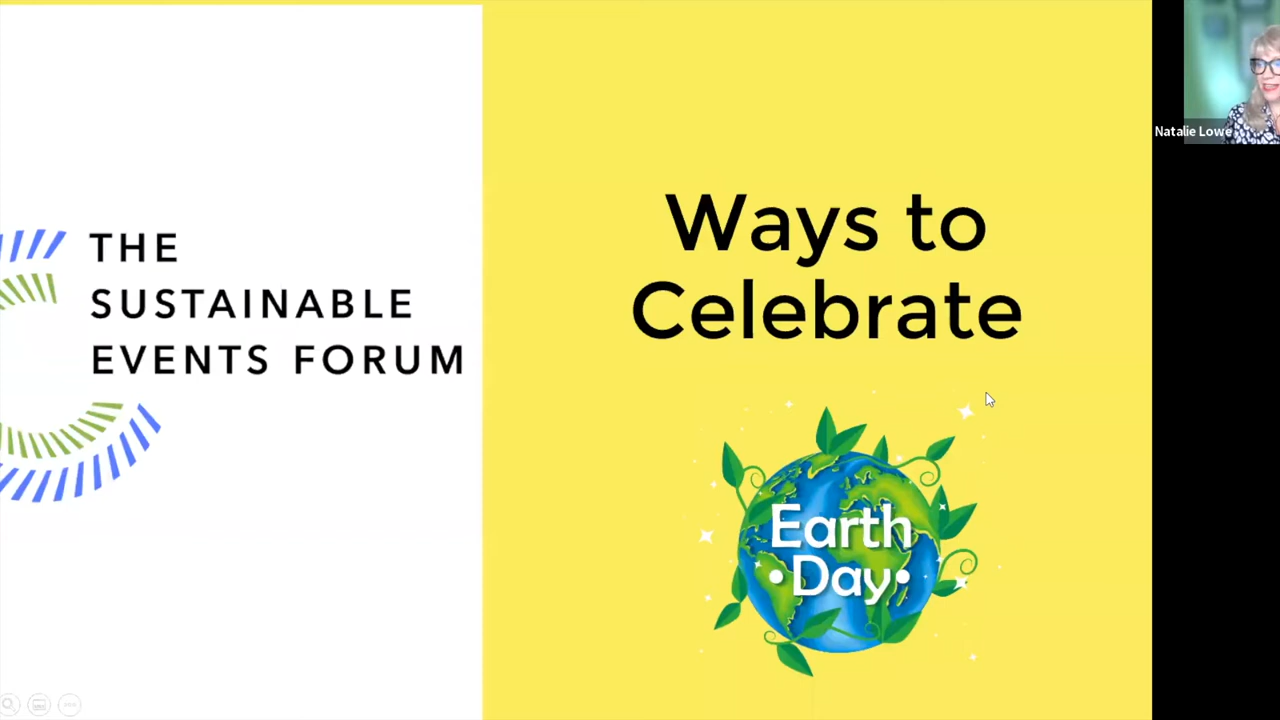 THE
SUSTAINABLE
EVENTS FORUM
Ways to
Celebrate
Earth
•Day•
Natalie Lowe